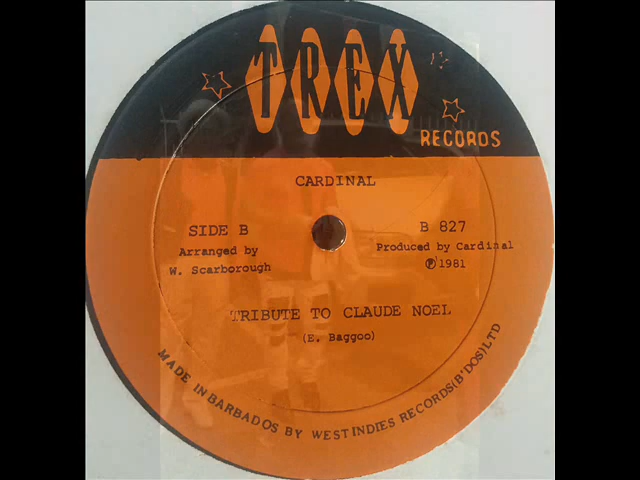 TREX
RECORDS
CARDINAL
SIDE B
Arranged by
W. Scarborough
B 827
Produced by Cardinal
℗1981
TRIBUTE TO CLAUDE NOEL
(E. Baggoo)
MADE IN BARBADOS BY WEST INDIES RECORDS (B'DOS) LTD